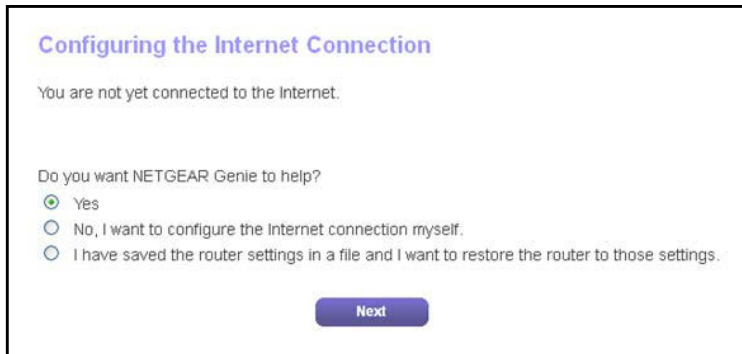 Configuring the Internet Connection
You are not yet connected to the Internet.
Do you want NETGEAR Genie to help?
Yes
No, I want to configure the Internet connection myself.
I have saved the router settings in a file and I want to restore the router to those settings.
Next